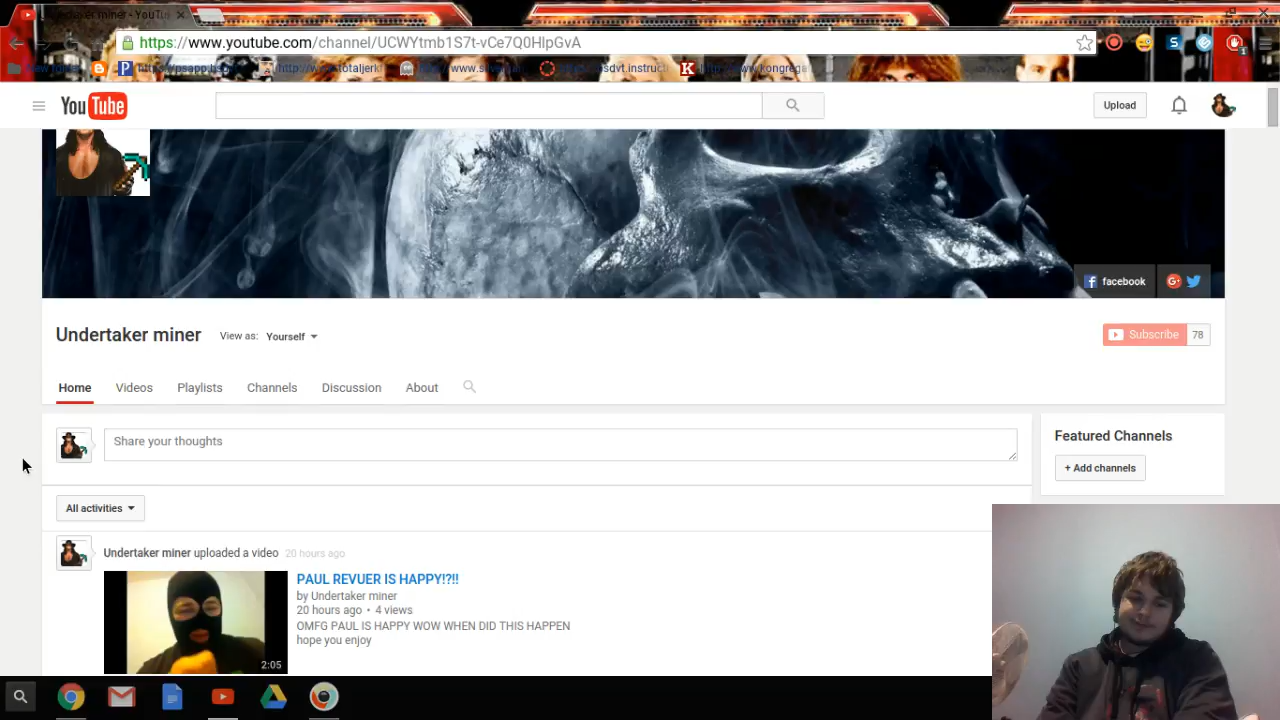 https://www.youtube.com/channel/UCWYtmb1S7t-vCe7Q0HlpGvA
YouTube
Upload
facebook
Undertaker miner
View as: Yourself
Subscribe 78
Home Videos Playlists Channels Discussion About
Share your thoughts
Featured Channels
+ Add channels
All activities
Undertaker miner uploaded a video 20 hours ago
PAUL REVUER IS HAPPY!?!!
by Undertaker miner
20 hours ago • 4 views
OMFG PAUL IS HAPPY WOW WHEN DID THIS HAPPEN
hope you enjoy
2:05